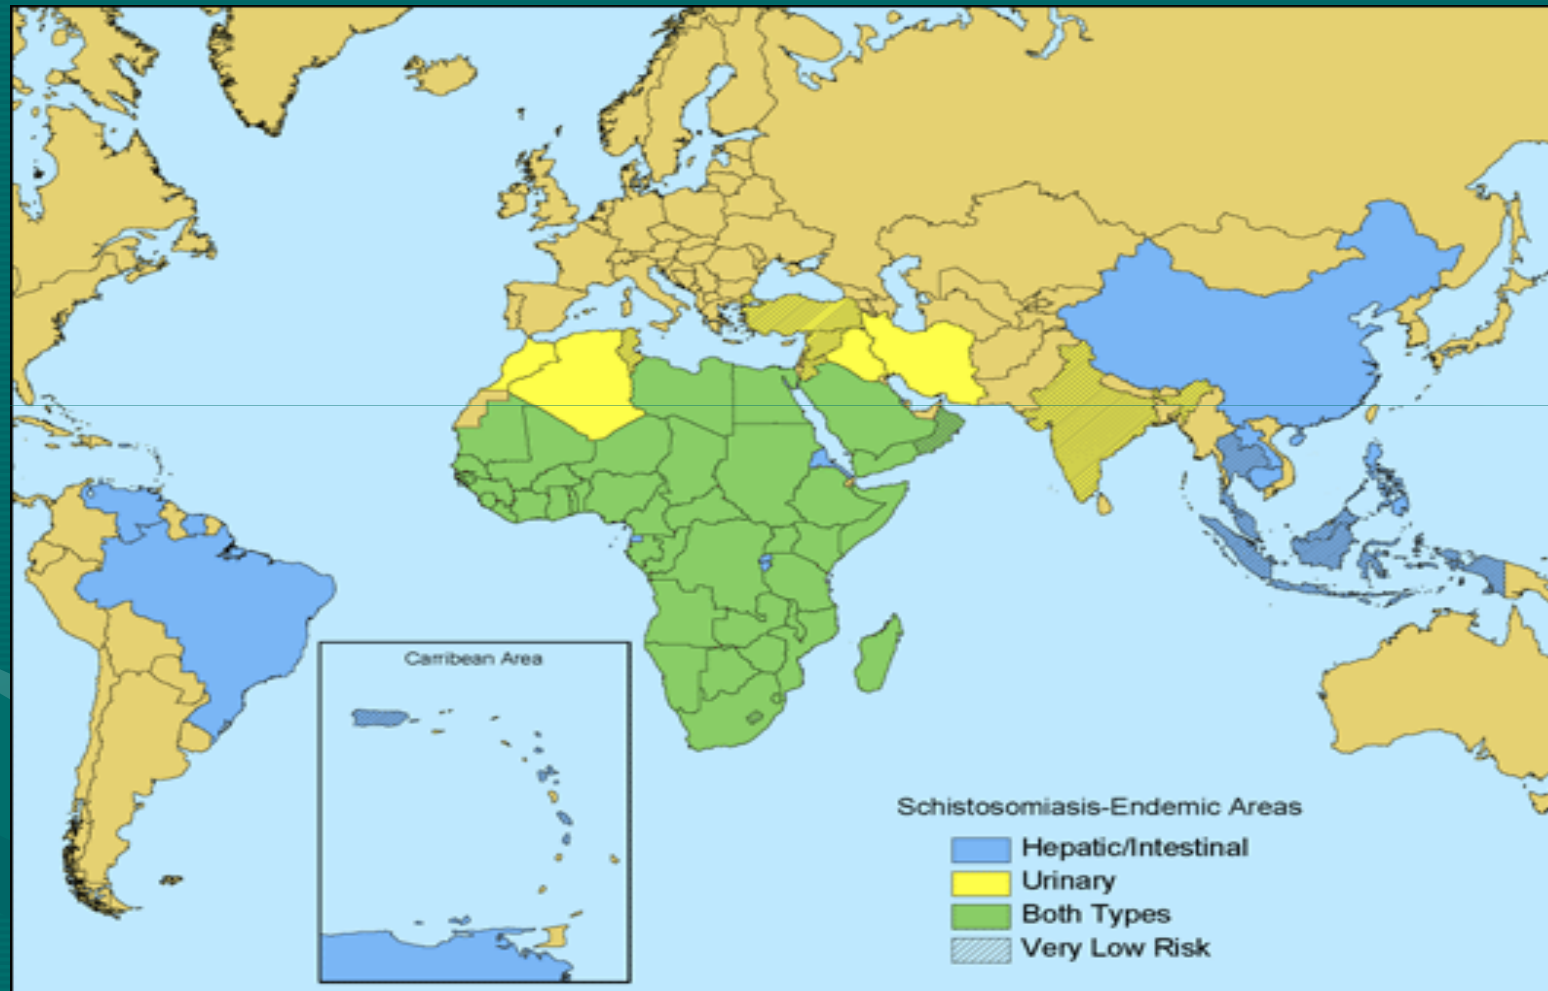 Carribean Area
Schistosomiasis-Endemic Areas
Hepatic/Intestinal
Urinary
Both Types
Very Low Risk